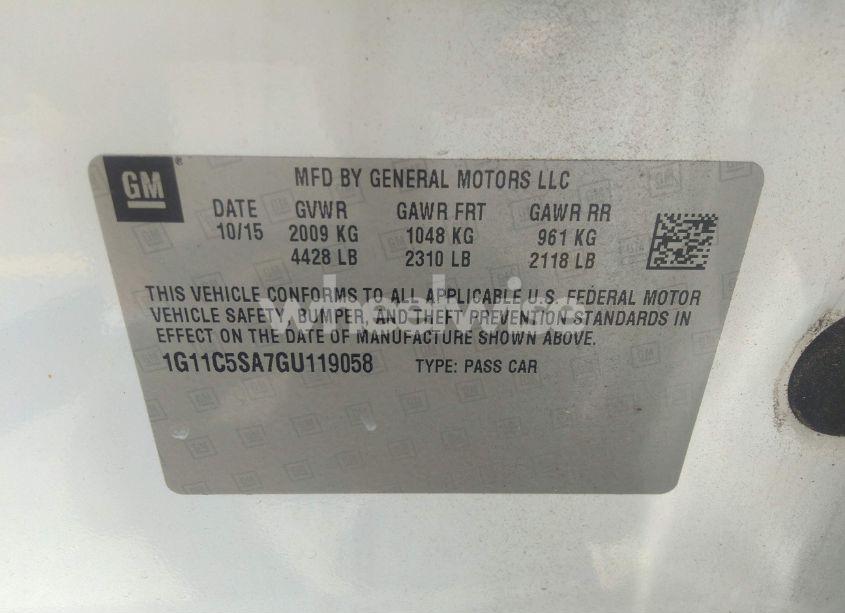 GM
MFD BY GENERAL MOTORS LLC
DATE GVWR GAWR FRT GAWR RR
10/15 2009 KG 1048 KG 961 KG
4428 LB 2310 LB 2118 LB
THIS VEHICLE CONFORMS TO ALL APPLICABLE U.S. FEDERAL MOTOR
VEHICLE SAFETY, BUMPER, AND THEFT PREVENTION STANDARDS IN
EFFECT ON THE DATE OF MANUFACTURE SHOWN ABOVE.
1G11C5SA7GU119058 TYPE: PASS CAR